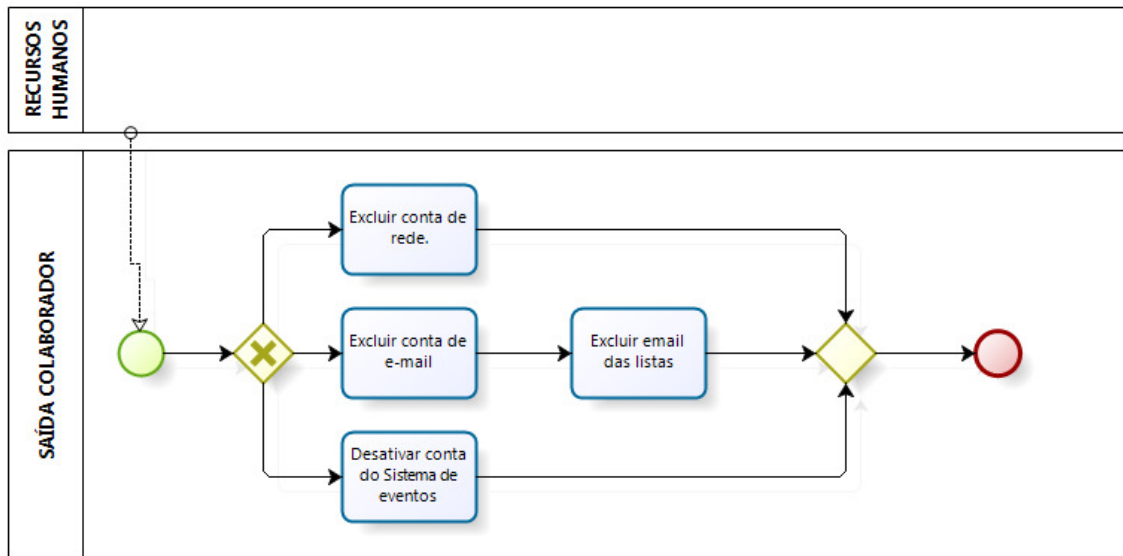 RECURSOS
HUMANOS
SAÍDA COLABORADOR
Excluir conta de
rede.
Excluir conta de
e-mail
Excluir email
das listas
Desativar conta
do Sistema de
eventos